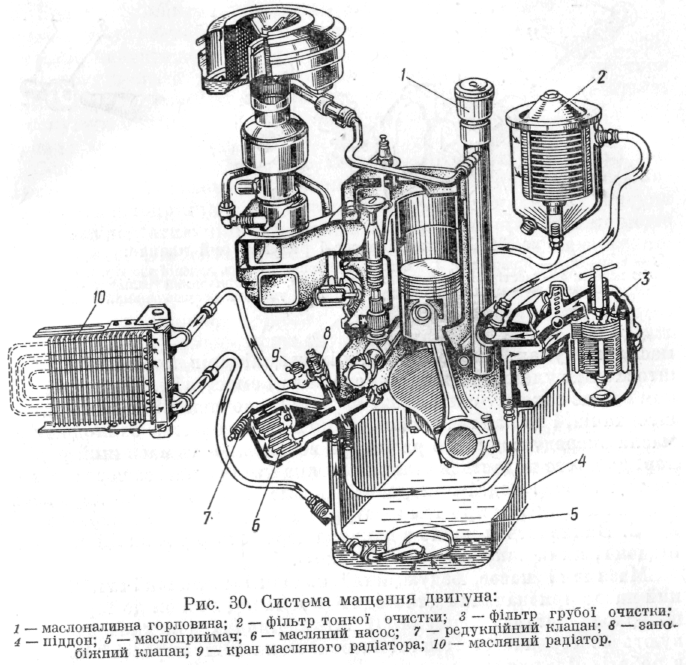 1
2
3
10
9
8
7
6
4
5
Рис. 30. Система мащення двигуна:
1 — маслоналивна горловина; 2 — фільтр тонкої очистки; 3 — фільтр грубої очистки;
4 — піддон; 5 — маслоприймач; 6 — масляний насос; 7 — редукційний клапан; 8 — запо-
біжний клапан; 9 — кран масляного радіатора; 10 — масляний радіатор.